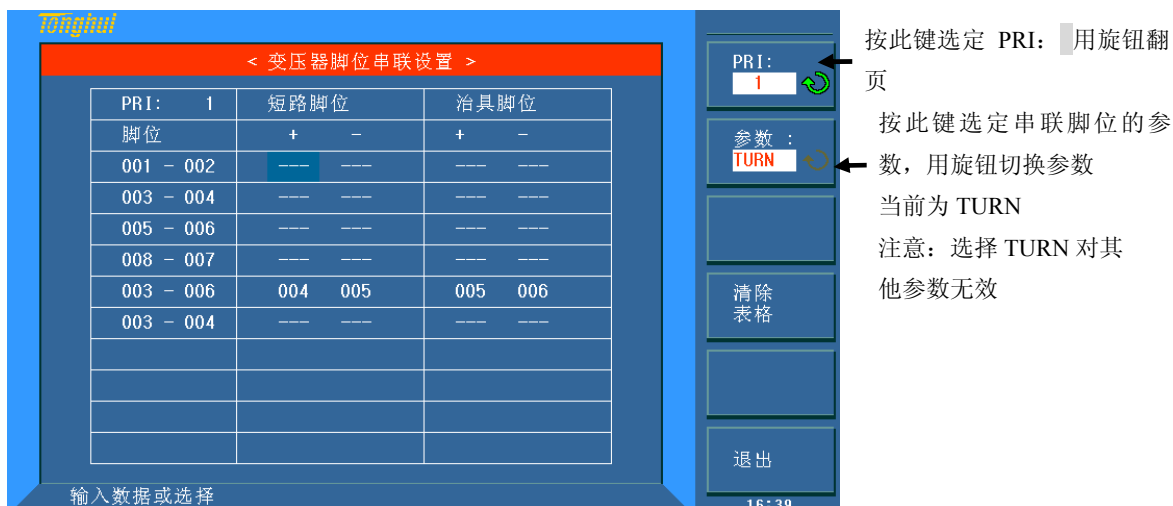 Tonghui
< 变压器脚位串联设置 >
PRI: 1 短路脚位 治具脚位
脚位 + - + -
001 - 002 --- --- --- ---
003 - 004 --- --- --- ---
005 - 006 --- --- --- ---
008 - 007 --- --- --- ---
003 - 006 004 005 005 006
003 - 004 --- --- --- ---
输入数据或选择
PRI:
1
参数 :
TURN
清除
表格
退出
16:39
按此键选定 PRI: 用旋钮翻
页
按此键选定串联脚位的参
数，用旋钮切换参数
当前为 TURN
注意：选择 TURN 对其
他参数无效